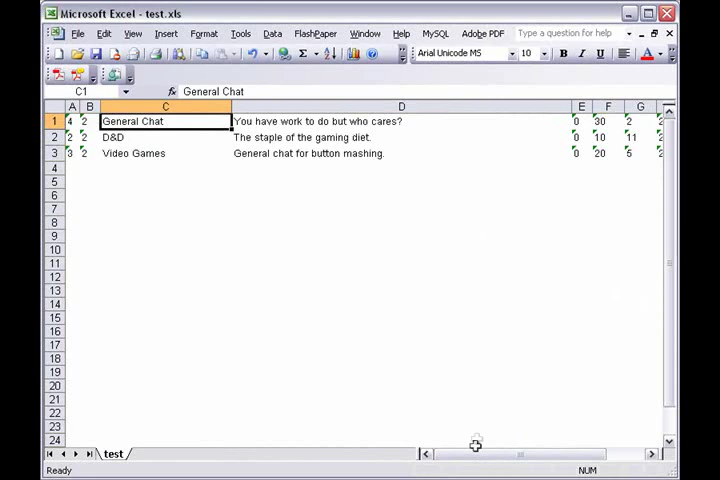 Microsoft Excel - test.xls
File Edit View Insert Format Tools Data FlashPaper Window Help MySQL Adobe PDF Type a question for help
Arial Unicode MS 10 B I U A
C1 fx General Chat
A B C D E F G
1 4 2 General Chat You have work to do but who cares? 0 30 2
2 2 2 D&D The staple of the gaming diet. 0 10 11
3 3 2 Video Games General chat for button mashing. 0 20 5
4
5
6
7
8
9
10
11
12
13
14
15
16
17
18
19
20
21
22
23
24
test
Ready NUM